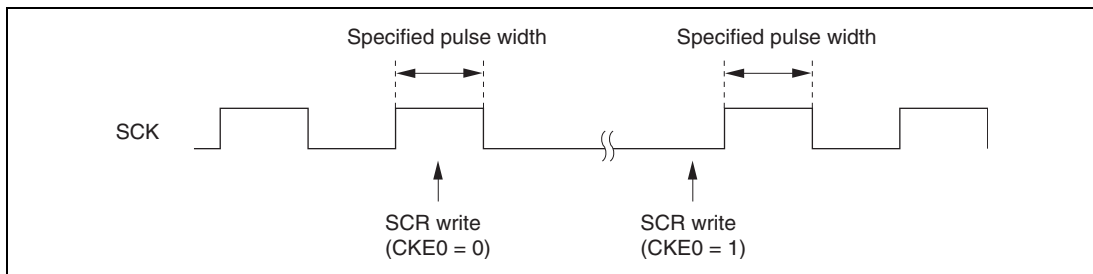 Specified pulse width
Specified pulse width
SCK
SCR write
(CKE0 = 0)
SCR write
(CKE0 = 1)